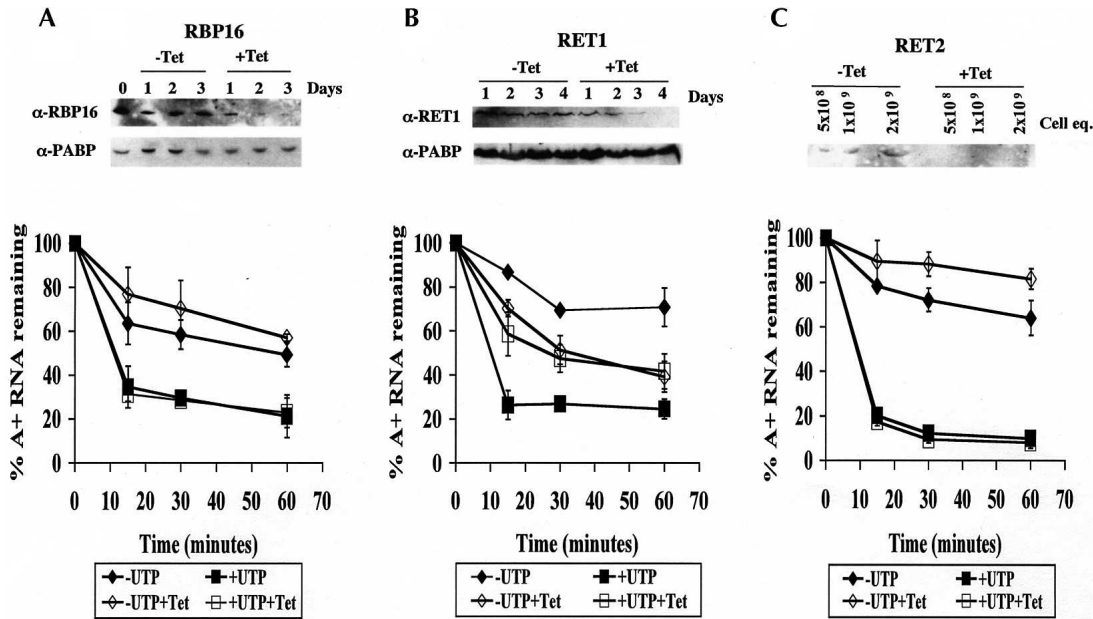 A
RBP16
-Tet +Tet
0 1 2 3 1 2 3 Days
α-RBP16
α-PABP
% A+ RNA remaining
100
80
60
40
20
0
0 10 20 30 40 50 60 70
Time (minutes)
-UTP +UTP
-UTP+Tet +UTP+Tet
B
RET1
-Tet +Tet
1 2 3 4 1 2 3 4 Days
α-RET1
α-PABP
% A+ RNA remaining
100
80
60
40
20
0
0 10 20 30 40 50 60 70
Time (minutes)
-UTP +UTP
-UTP+Tet +UTP+Tet
C
RET2
-Tet +Tet
5x10 8 1x10 9 2x10 9 5x10 8 1x10 9 2x10 9 Cell eq.
% A+ RNA remaining
100
80
60
40
20
0
0 10 20 30 40 50 60 70
Time (minutes)
-UTP +UTP
-UTP+Tet +UTP+Tet